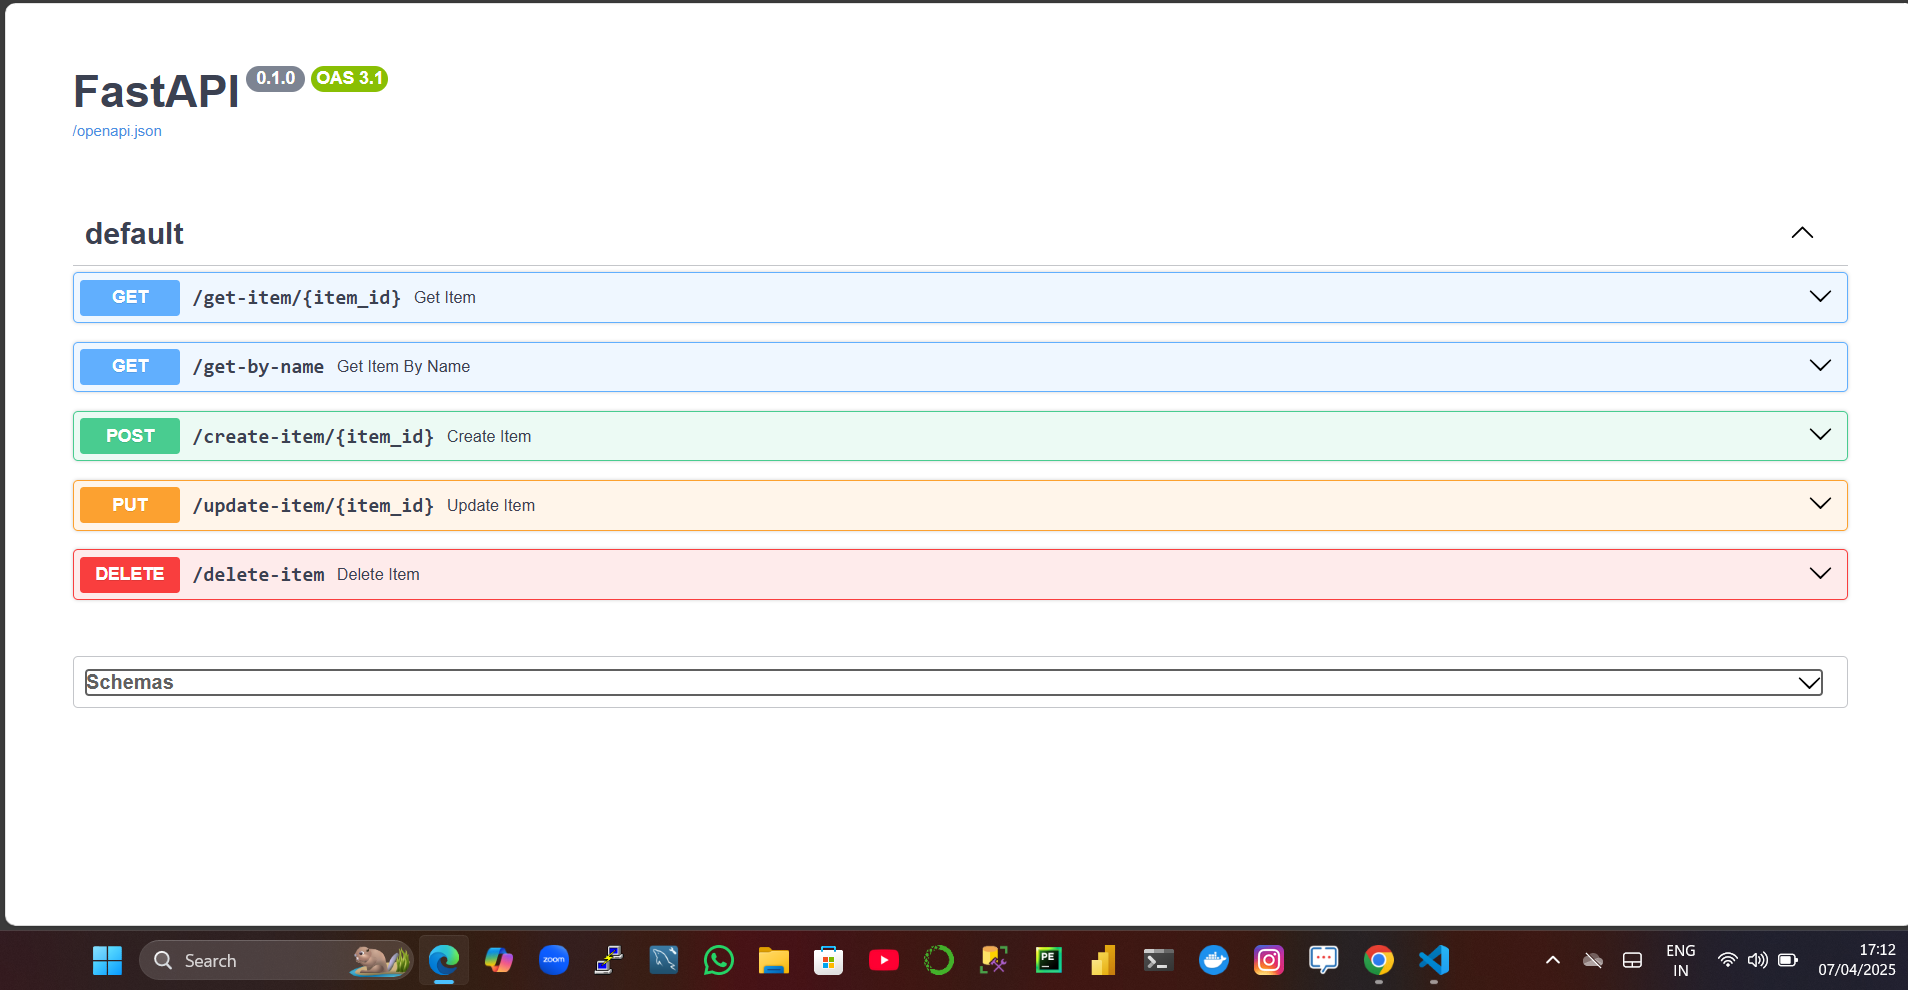 FastAPI 0.1.0 OAS 3.1
/openapi.json
default
GET /get-item/{item_id} Get Item
GET /get-by-name Get Item By Name
POST /create-item/{item_id} Create Item
PUT /update-item/{item_id} Update Item
DELETE /delete-item Delete Item
Schemas
Search
zoom
PE
ENG
IN
17:12
07/04/2025